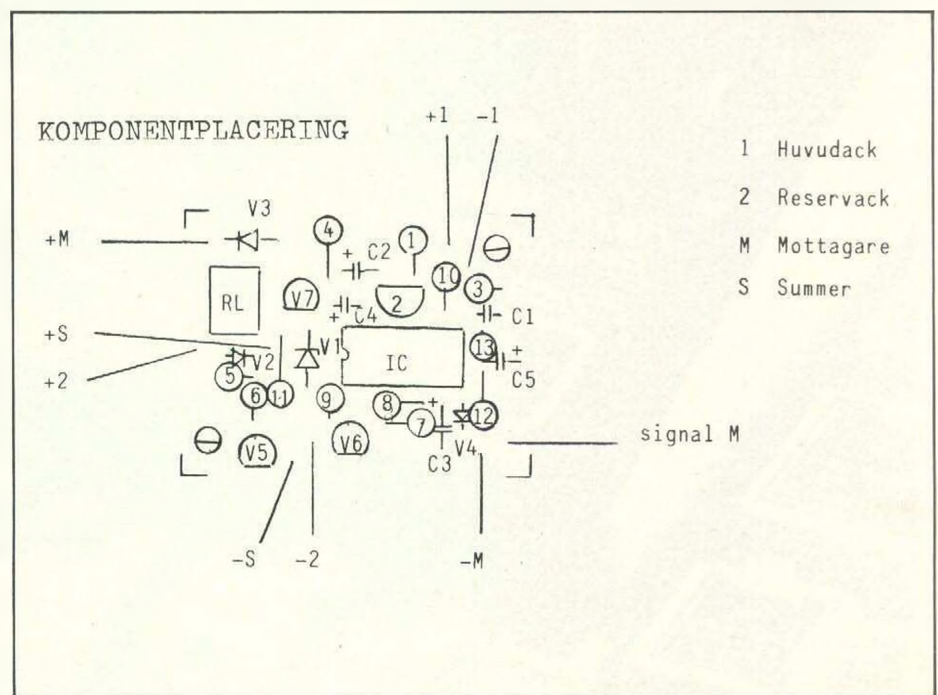 KOMPONENTPLACERING
+1 -1
1 Huvudack
2 Reservack
M Mottagare
S Summer
+M
V3
4
1
+
C2
10
3
RL
V7
2
+
C4
C1
+S
V1
IC
13
+
C5
+2
V2
5
6
11
9
8
+
7
12
V5
V6
C3
V4
signal M
-S
-2
-M